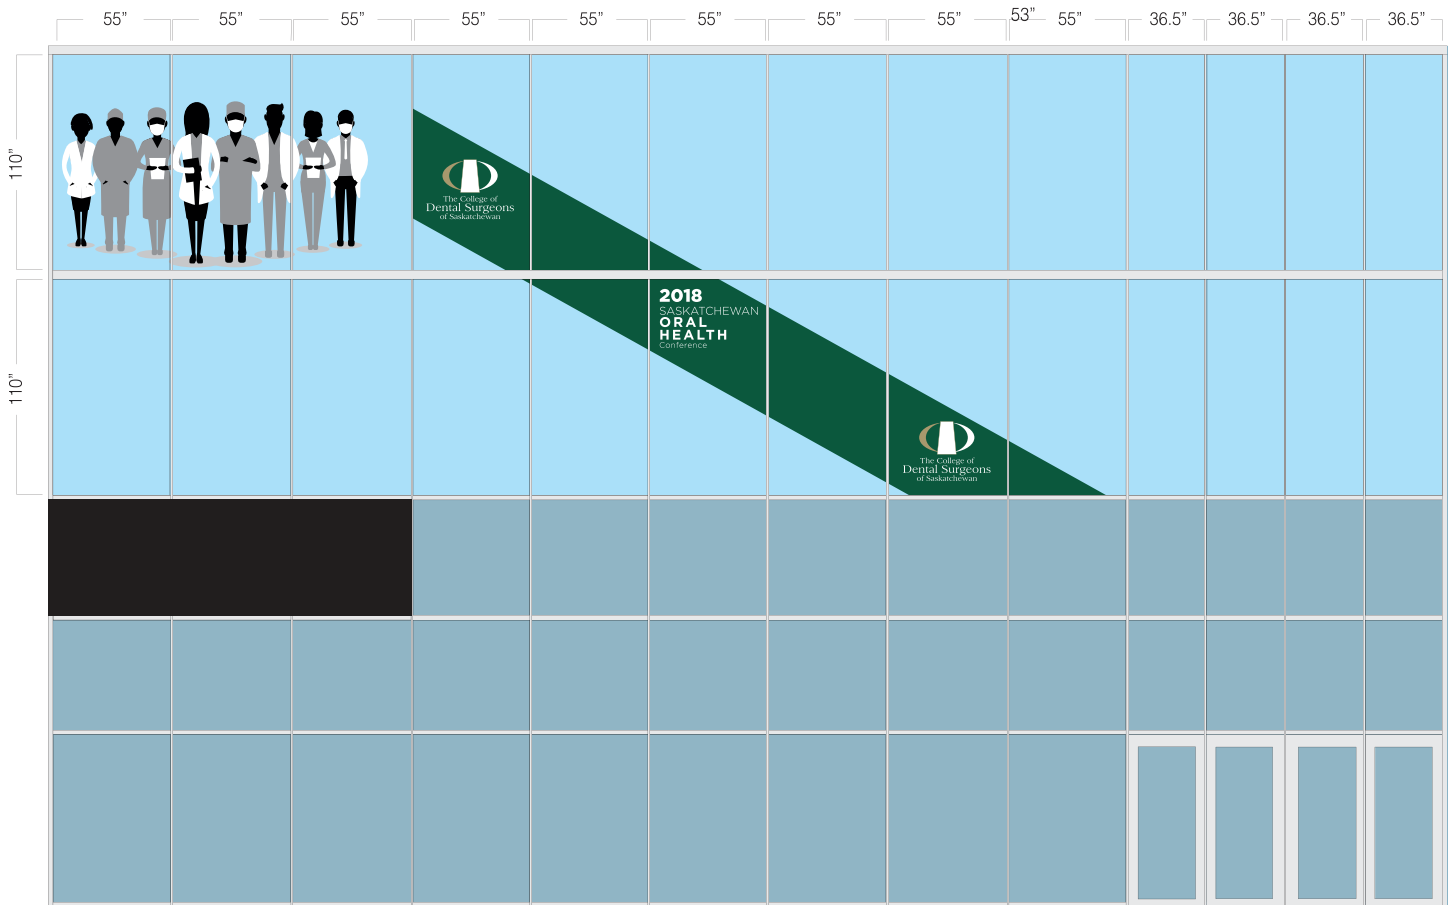 55”
55”
55”
55”
55”
55”
55”
55”
53”
55”
36.5”
36.5”
36.5”
36.5”
110”
The College of
Dental Surgeons
of Saskatchewan
2018
SASKATCHEWAN
ORAL
HEALTH
Conference
110”
The College of
Dental Surgeons
of Saskatchewan